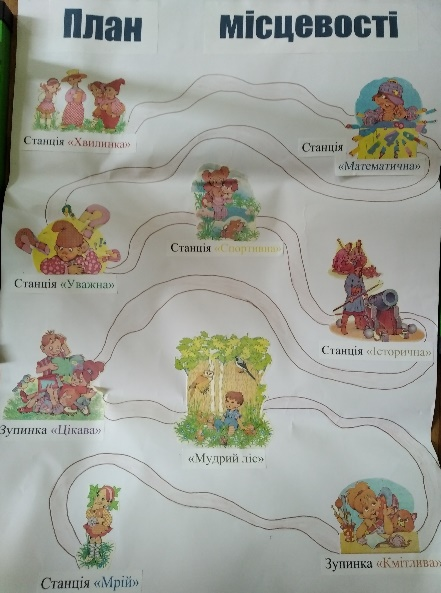 План місцевості
Станція «Хвилинка»
Станція
«Математична»
Станція «Спортивна»
Станція «Уважна»
Станція «Історична»
Зупинка «Цікава»
«Мудрий ліс»
Зупинка «Кмітлива»
Станція «Мрій»